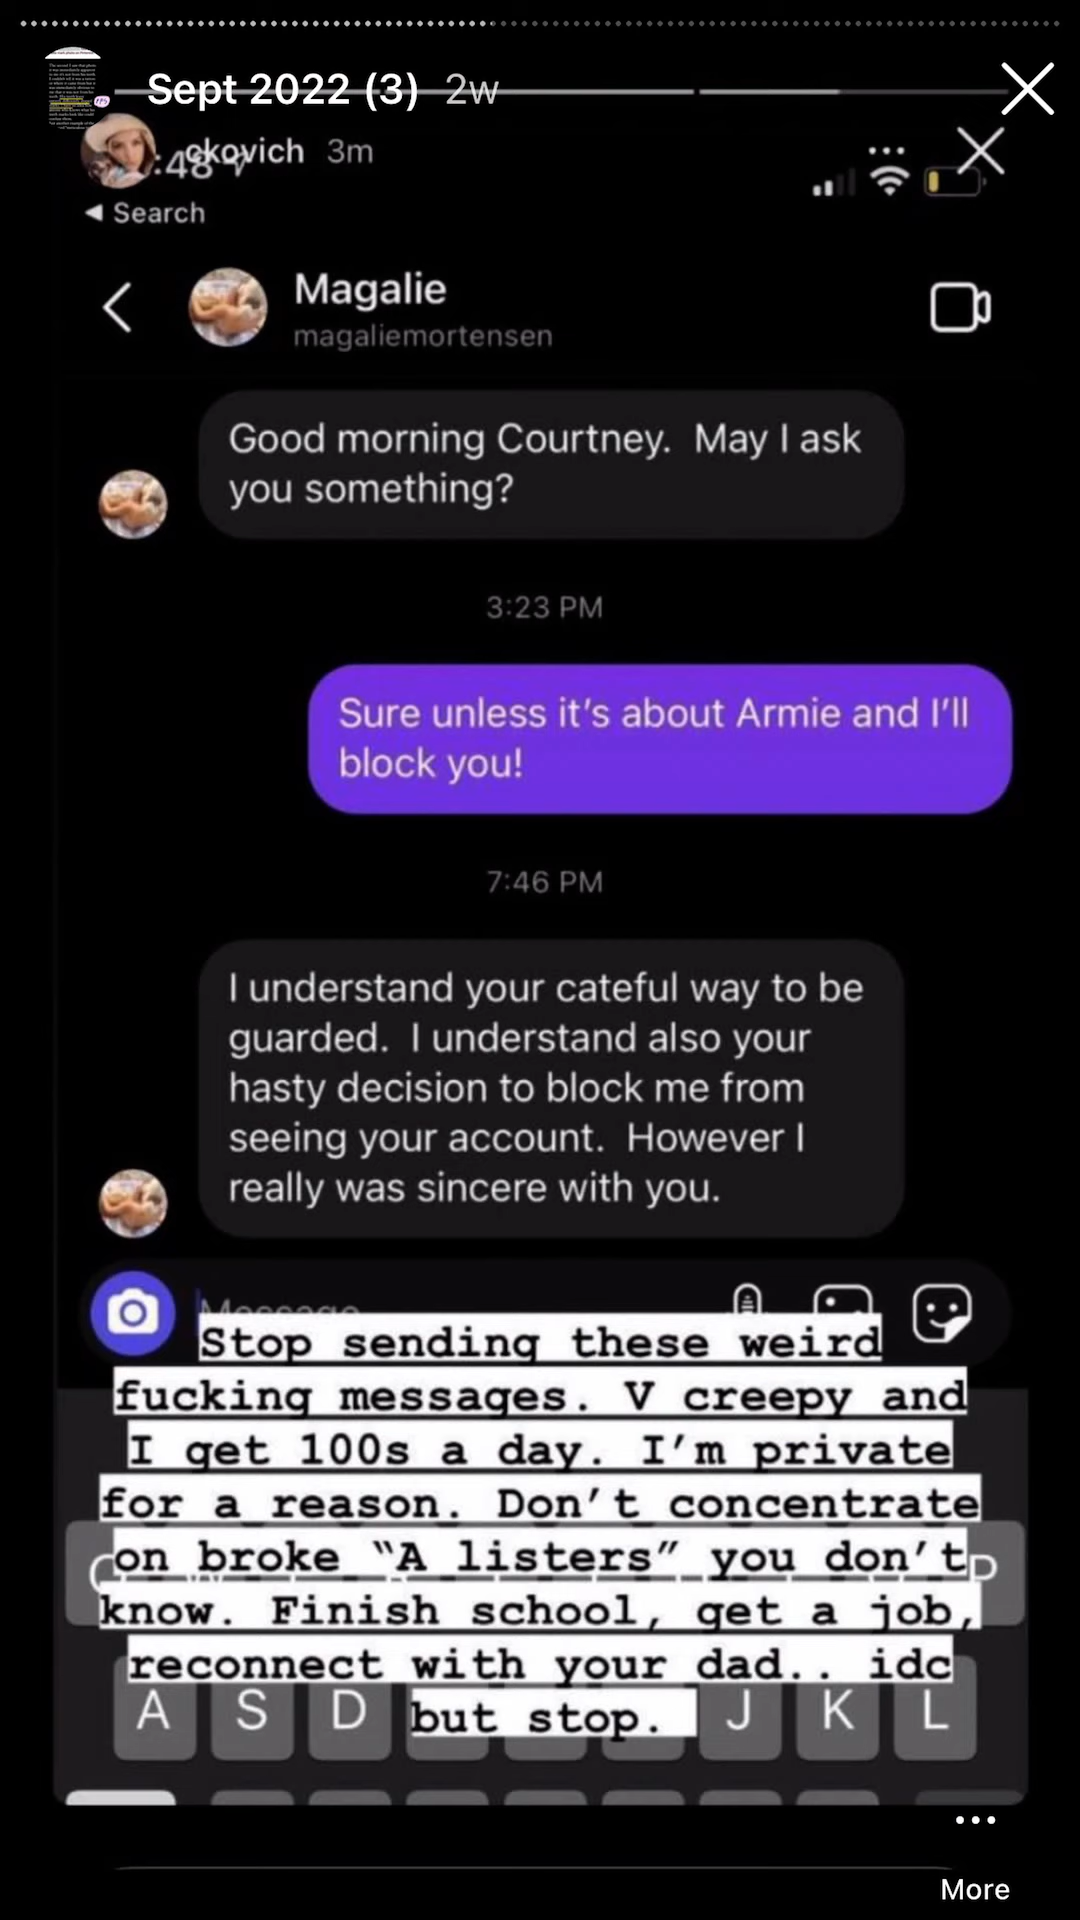 Sept 2022 (3) 2w
ckovich 3m
:48
◀ Search
Magalie
magaliemortensen
Good morning Courtney.  May I ask
you something?
3:23 PM
Sure unless it's about Armie and I'll
block you!
7:46 PM
I understand your cateful way to be
guarded.  I understand also your
hasty decision to block me from
seeing your account.  However I
really was sincere with you.
Message
Stop sending these weird
fucking messages. V creepy and
I get 100s a day. I'm private
for a reason. Don't concentrate
on broke "A listers" you don't
know. Finish school, get a job,
reconnect with your dad.. idc
but stop.
P
A S D J K L
More